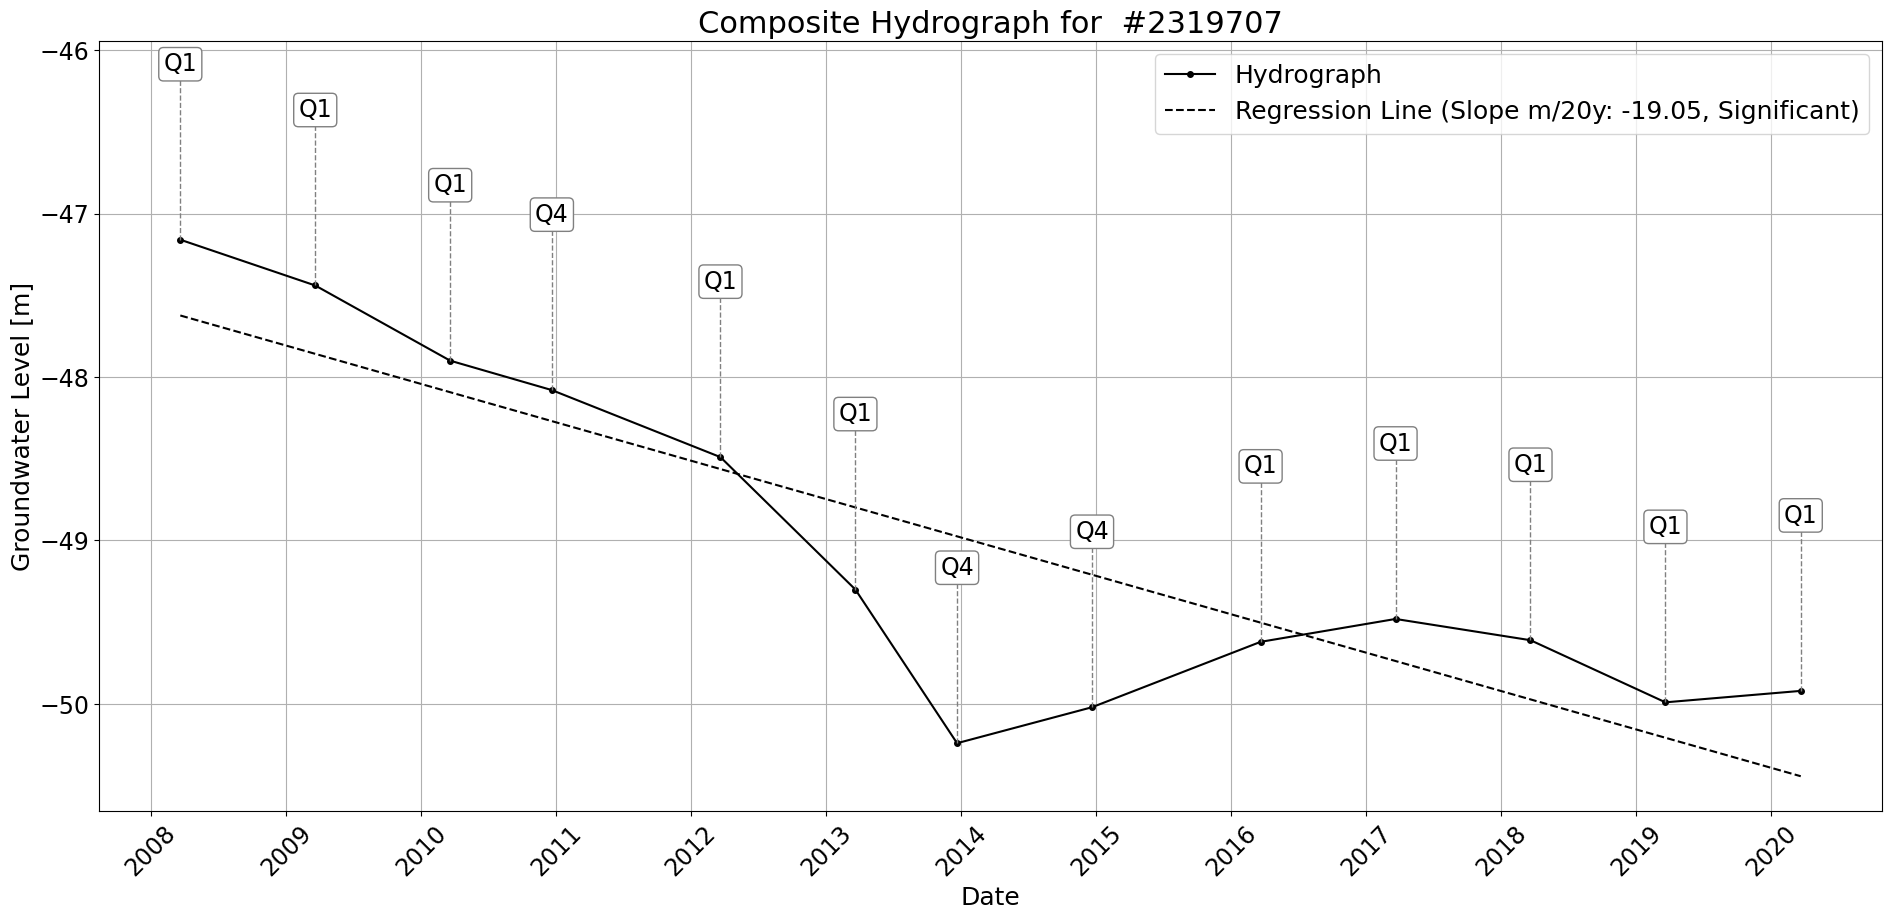 Composite Hydrograph for  #2319707
Hydrograph
Regression Line (Slope m/20y: -19.05, Significant)
Groundwater Level [m]
−46
−47
−48
−49
−50
Q1
Q1
Q1
Q4
Q1
Q1
Q4
Q4
Q1
Q1
Q1
Q1
Q1
2008
2009
2010
2011
2012
2013
2014
2015
2016
2017
2018
2019
2020
Date